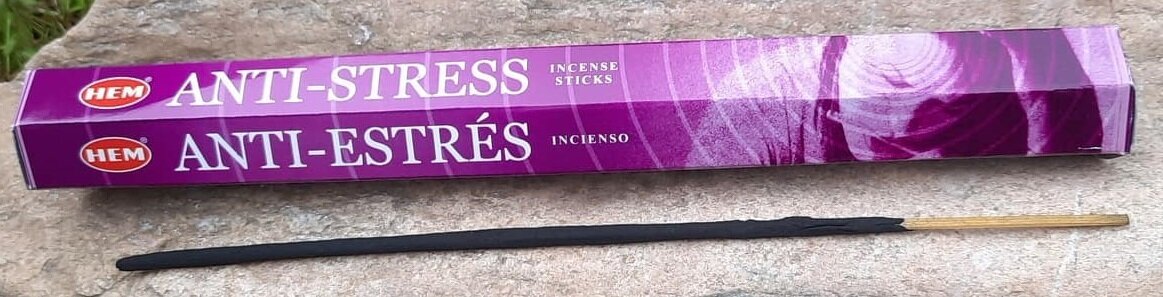 HEM® ANTI-STRESS INCENSE STICKS
HEM® ANTI-ESTRÉS INCIENSO